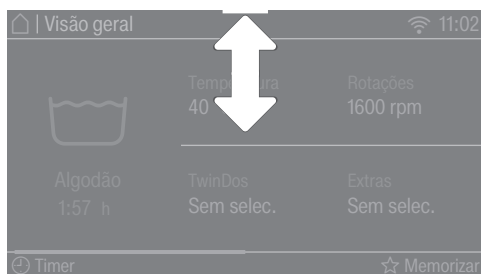 | Visão geral 11:02
Rotações
40 1600 rpm
Algodão TwinDos Extras
1:57 h Sem selec. Sem selec.
Timer Memorizar